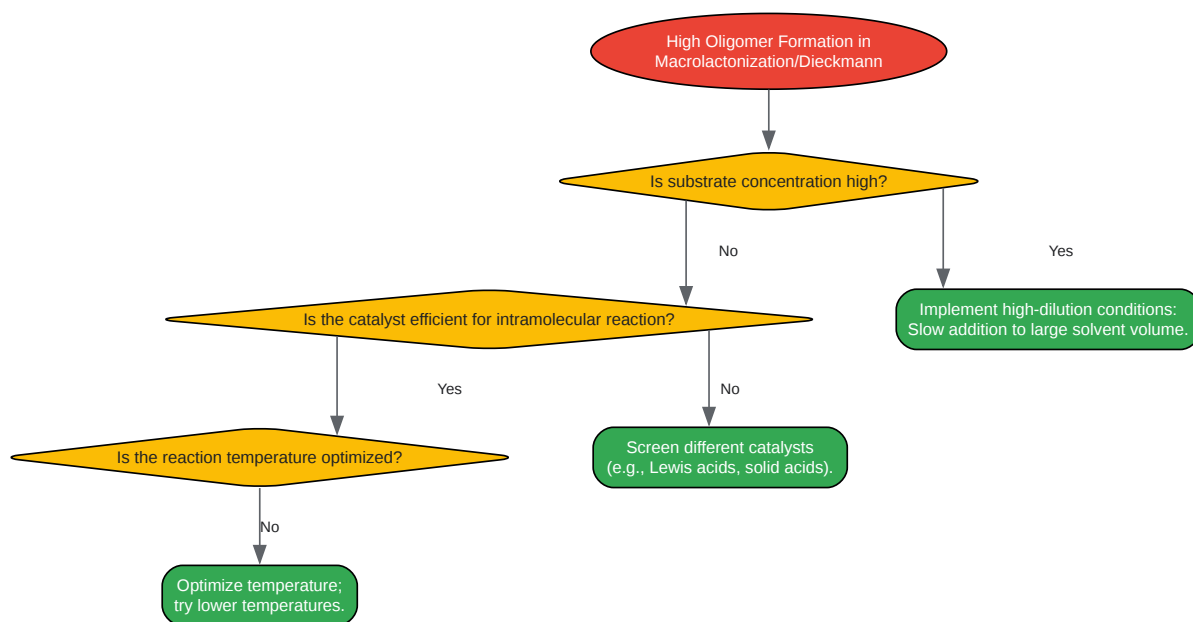 High Oligomer Formation in
Macrolactonization/Dieckmann
Is substrate concentration high?
No
Yes
Implement high-dilution conditions:
Slow addition to large solvent volume.
Is the catalyst efficient for intramolecular reaction?
Yes
No
Screen different catalysts
(e.g., Lewis acids, solid acids).
Is the reaction temperature optimized?
No
Optimize temperature;
try lower temperatures.